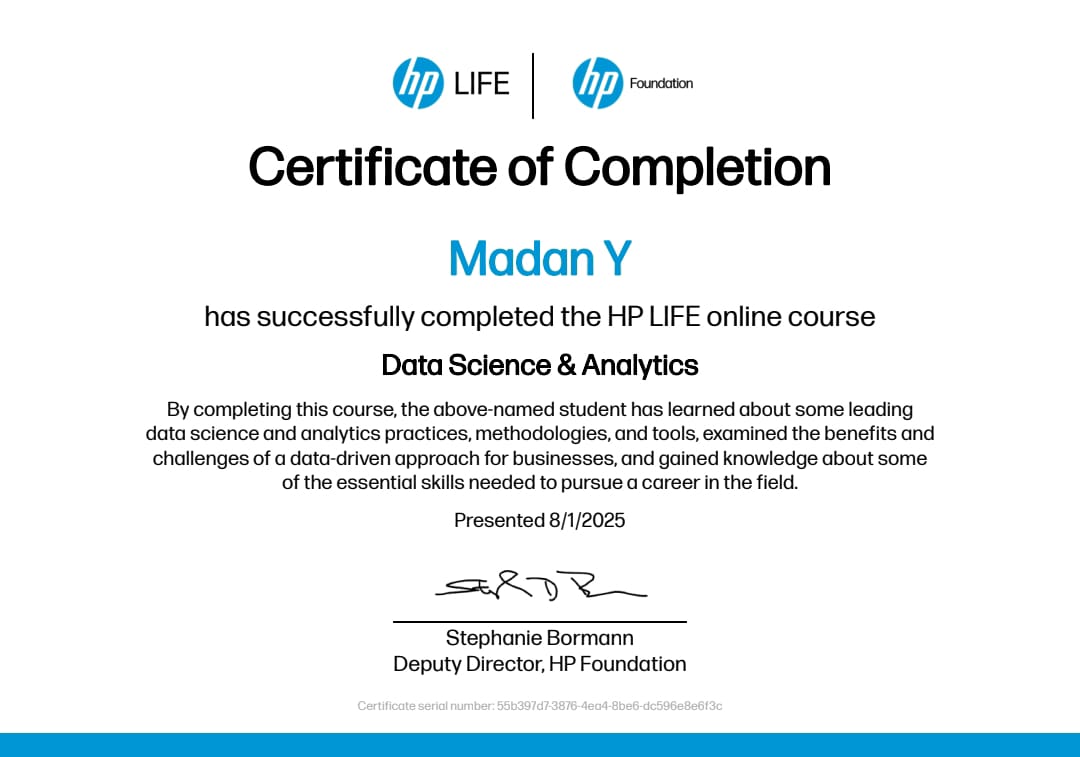 hp LIFE hp Foundation
Certificate of Completion
Madan Y
has successfully completed the HP LIFE online course
Data Science & Analytics
By completing this course, the above-named student has learned about some leading
data science and analytics practices, methodologies, and tools, examined the benefits and
challenges of a data-driven approach for businesses, and gained knowledge about some
of the essential skills needed to pursue a career in the field.
Presented 8/1/2025
Stephanie Bormann
Deputy Director, HP Foundation
Certificate serial number: 55b397d7-3876-4ea4-8be6-dc596e8e6f3c